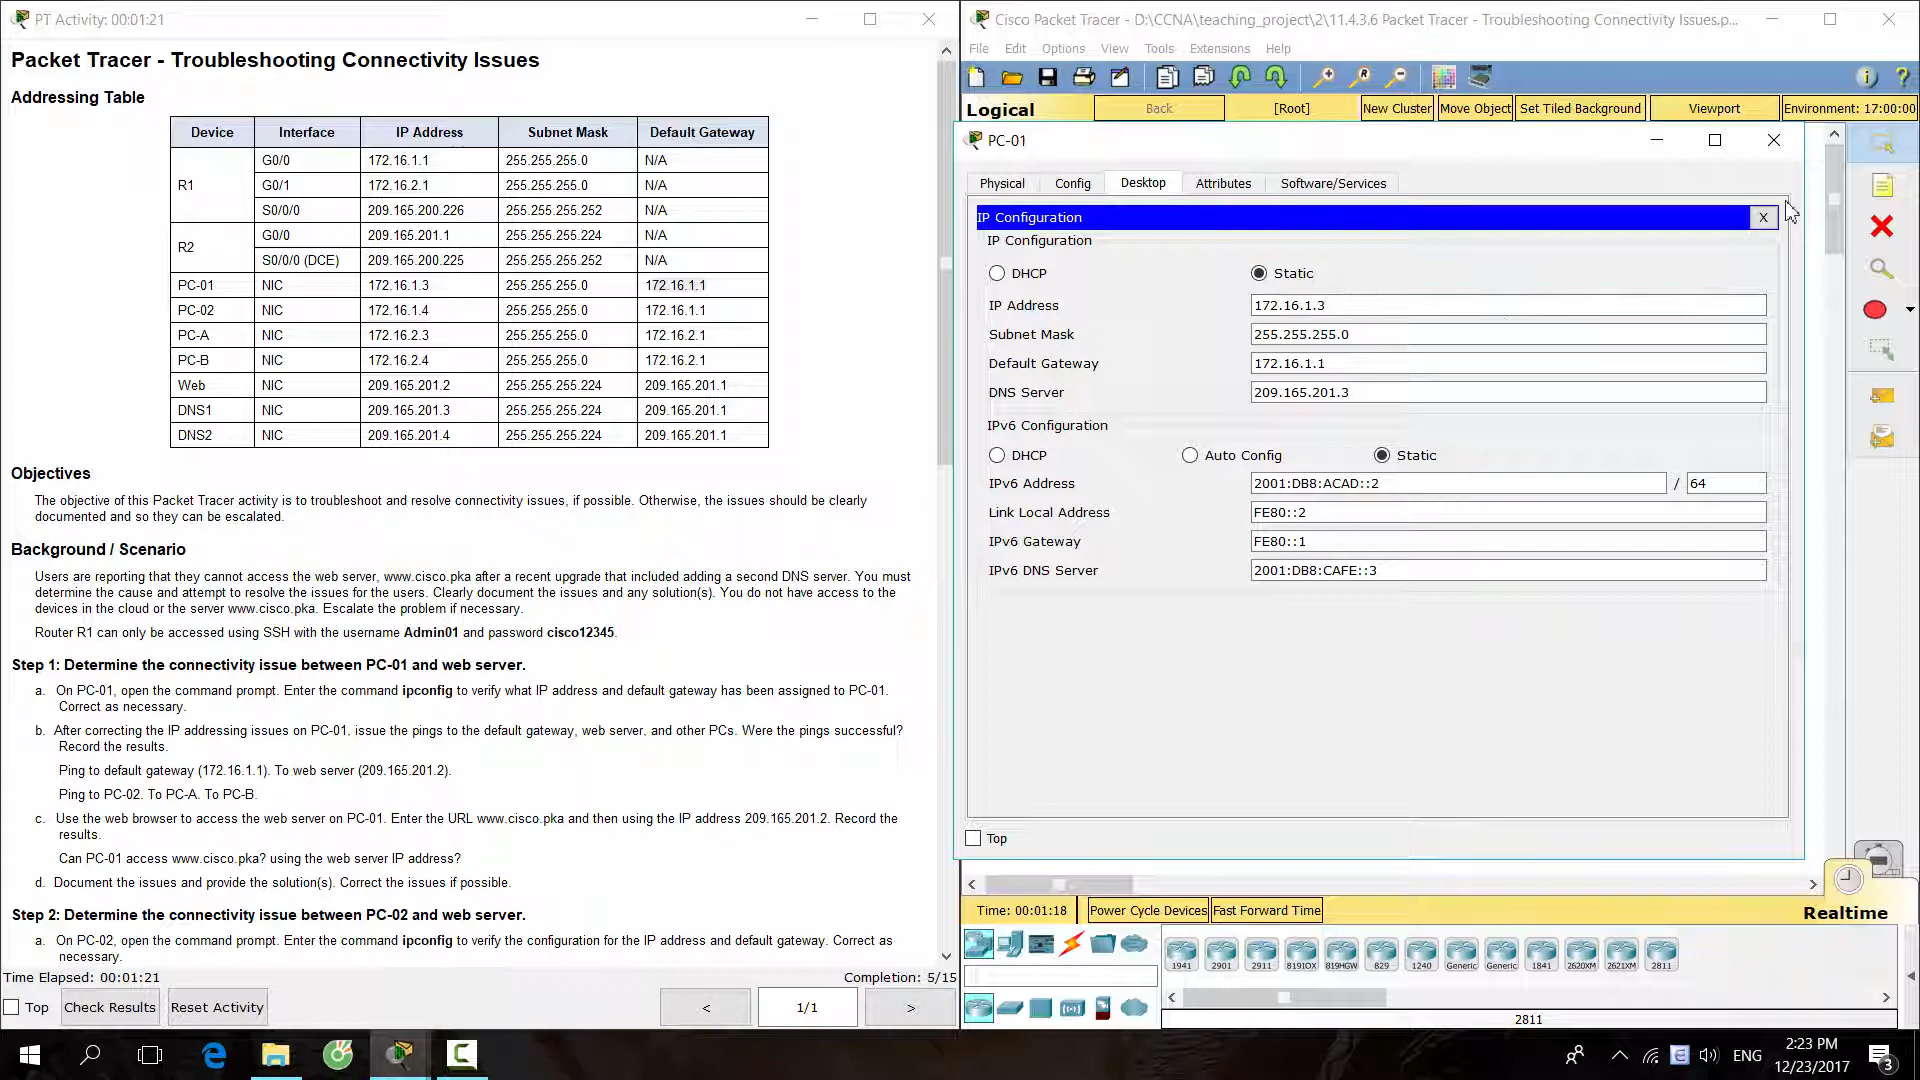 PT Activity: 00:01:21
Packet Tracer - Troubleshooting Connectivity Issues
Addressing Table
Device Interface IP Address Subnet Mask Default Gateway
R1 G0/0 172.16.1.1 255.255.255.0 N/A
G0/1 172.16.2.1 255.255.255.0 N/A
S0/0/0 209.165.200.226 255.255.255.252 N/A
R2 G0/0 209.165.201.1 255.255.255.224 N/A
S0/0/0 (DCE) 209.165.200.225 255.255.255.252 N/A
PC-01 NIC 172.16.1.3 255.255.255.0 172.16.1.1
PC-02 NIC 172.16.1.4 255.255.255.0 172.16.1.1
PC-A NIC 172.16.2.3 255.255.255.0 172.16.2.1
PC-B NIC 172.16.2.4 255.255.255.0 172.16.2.1
Web NIC 209.165.201.2 255.255.255.224 209.165.201.1
DNS1 NIC 209.165.201.3 255.255.255.224 209.165.201.1
DNS2 NIC 209.165.201.4 255.255.255.224 209.165.201.1
Objectives
The objective of this Packet Tracer activity is to troubleshoot and resolve connectivity issues, if possible. Otherwise, the issues should be clearly
documented and so they can be escalated.
Background / Scenario
Users are reporting that they cannot access the web server, www.cisco.pka after a recent upgrade that included adding a second DNS server. You must
determine the cause and attempt to resolve the issues for the users. Clearly document the issues and any solution(s). You do not have access to the
devices in the cloud or the server www.cisco.pka. Escalate the problem if necessary.
Router R1 can only be accessed using SSH with the username Admin01 and password cisco12345.
Step 1: Determine the connectivity issue between PC-01 and web server.
a. On PC-01, open the command prompt. Enter the command ipconfig to verify what IP address and default gateway has been assigned to PC-01.
Correct as necessary.
b. After correcting the IP addressing issues on PC-01, issue the pings to the default gateway, web server, and other PCs. Were the pings successful?
Record the results.
Ping to default gateway (172.16.1.1). To web server (209.165.201.2).
Ping to PC-02. To PC-A. To PC-B.
c. Use the web browser to access the web server on PC-01. Enter the URL www.cisco.pka and then using the IP address 209.165.201.2. Record the
results.
Can PC-01 access www.cisco.pka? using the web server IP address?
d. Document the issues and provide the solution(s). Correct the issues if possible.
Step 2: Determine the connectivity issue between PC-02 and web server.
a. On PC-02, open the command prompt. Enter the command ipconfig to verify the configuration for the IP address and default gateway. Correct as
necessary.
Time Elapsed: 00:01:21 Completion: 5/15
Top Check Results Reset Activity < 1/1 >
Cisco Packet Tracer - D:\CCNA\teaching_project\2\11.4.3.6 Packet Tracer - Troubleshooting Connectivity Issues.p...
File Edit Options View Tools Extensions Help
Logical Back [Root] New Cluster Move Object Set Tiled Background Viewport Environment: 17:00:00
PC-01
Physical Config Desktop Attributes Software/Services
IP Configuration X
IP Configuration
DHCP Static
IP Address 172.16.1.3
Subnet Mask 255.255.255.0
Default Gateway 172.16.1.1
DNS Server 209.165.201.3
IPv6 Configuration
DHCP Auto Config Static
IPv6 Address 2001:DB8:ACAD::2 / 64
Link Local Address FE80::2
IPv6 Gateway FE80::1
IPv6 DNS Server 2001:DB8:CAFE::3
Top
Time: 00:01:18 Power Cycle Devices Fast Forward Time Realtime
1941 2901 2911 819IOX 819HGW 829 1240 Generic Generic 1841 2620XM 2621XM 2811
2811
ENG 2:23 PM
12/23/2017 3